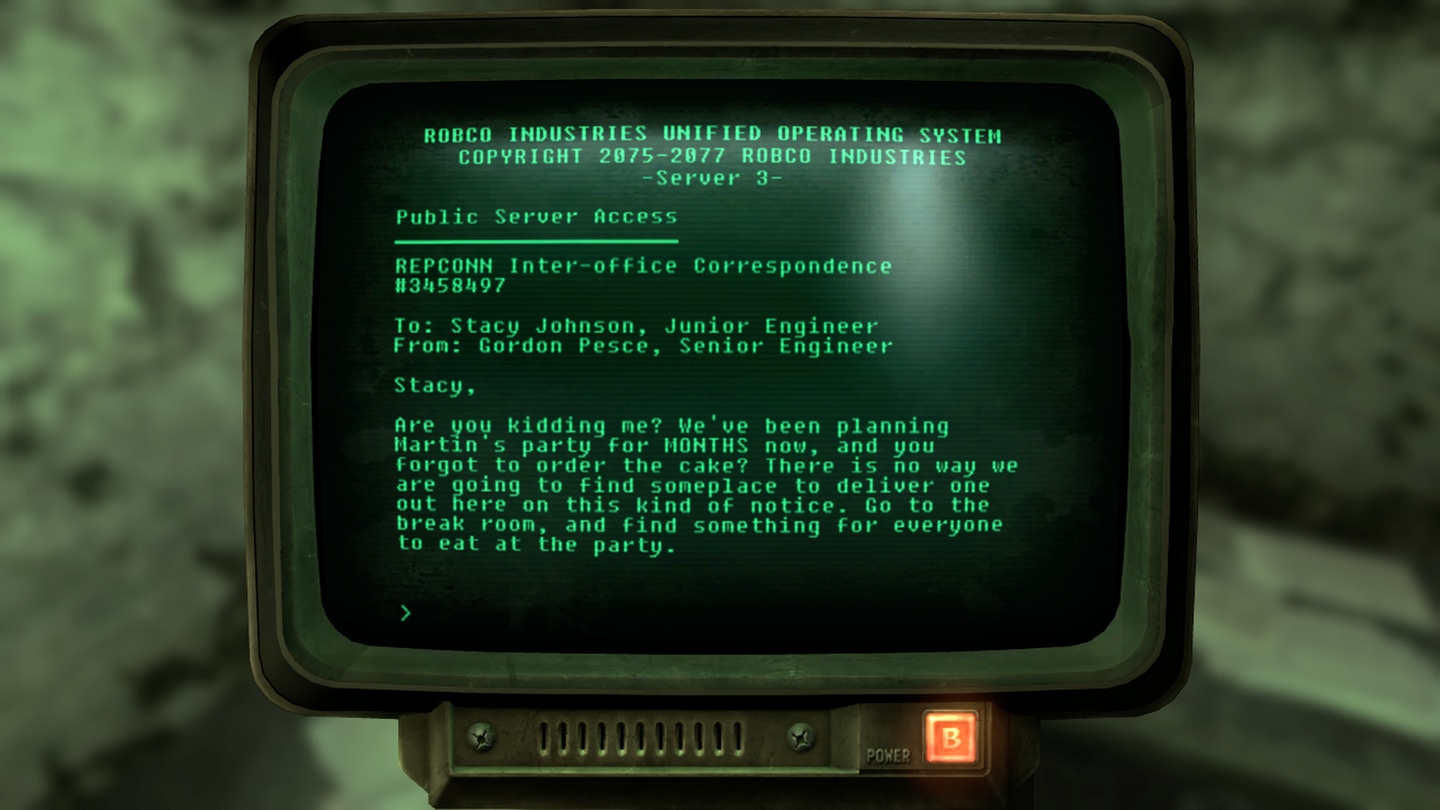 ROBCO INDUSTRIES UNIFIED OPERATING SYSTEM
COPYRIGHT 2075-2077 ROBCO INDUSTRIES
-Server 3-
Public Server Access
REPCONN Inter-office Correspondence
#3458497
To: Stacy Johnson, Junior Engineer
From: Gordon Pesce, Senior Engineer
Stacy,
Are you kidding me? We've been planning
Martin's party for MONTHS now, and you
forgot to order the cake? There is no way we
are going to find someplace to deliver one
out here on this kind of notice. Go to the
break room, and find something for everyone
to eat at the party.
>
POWER B